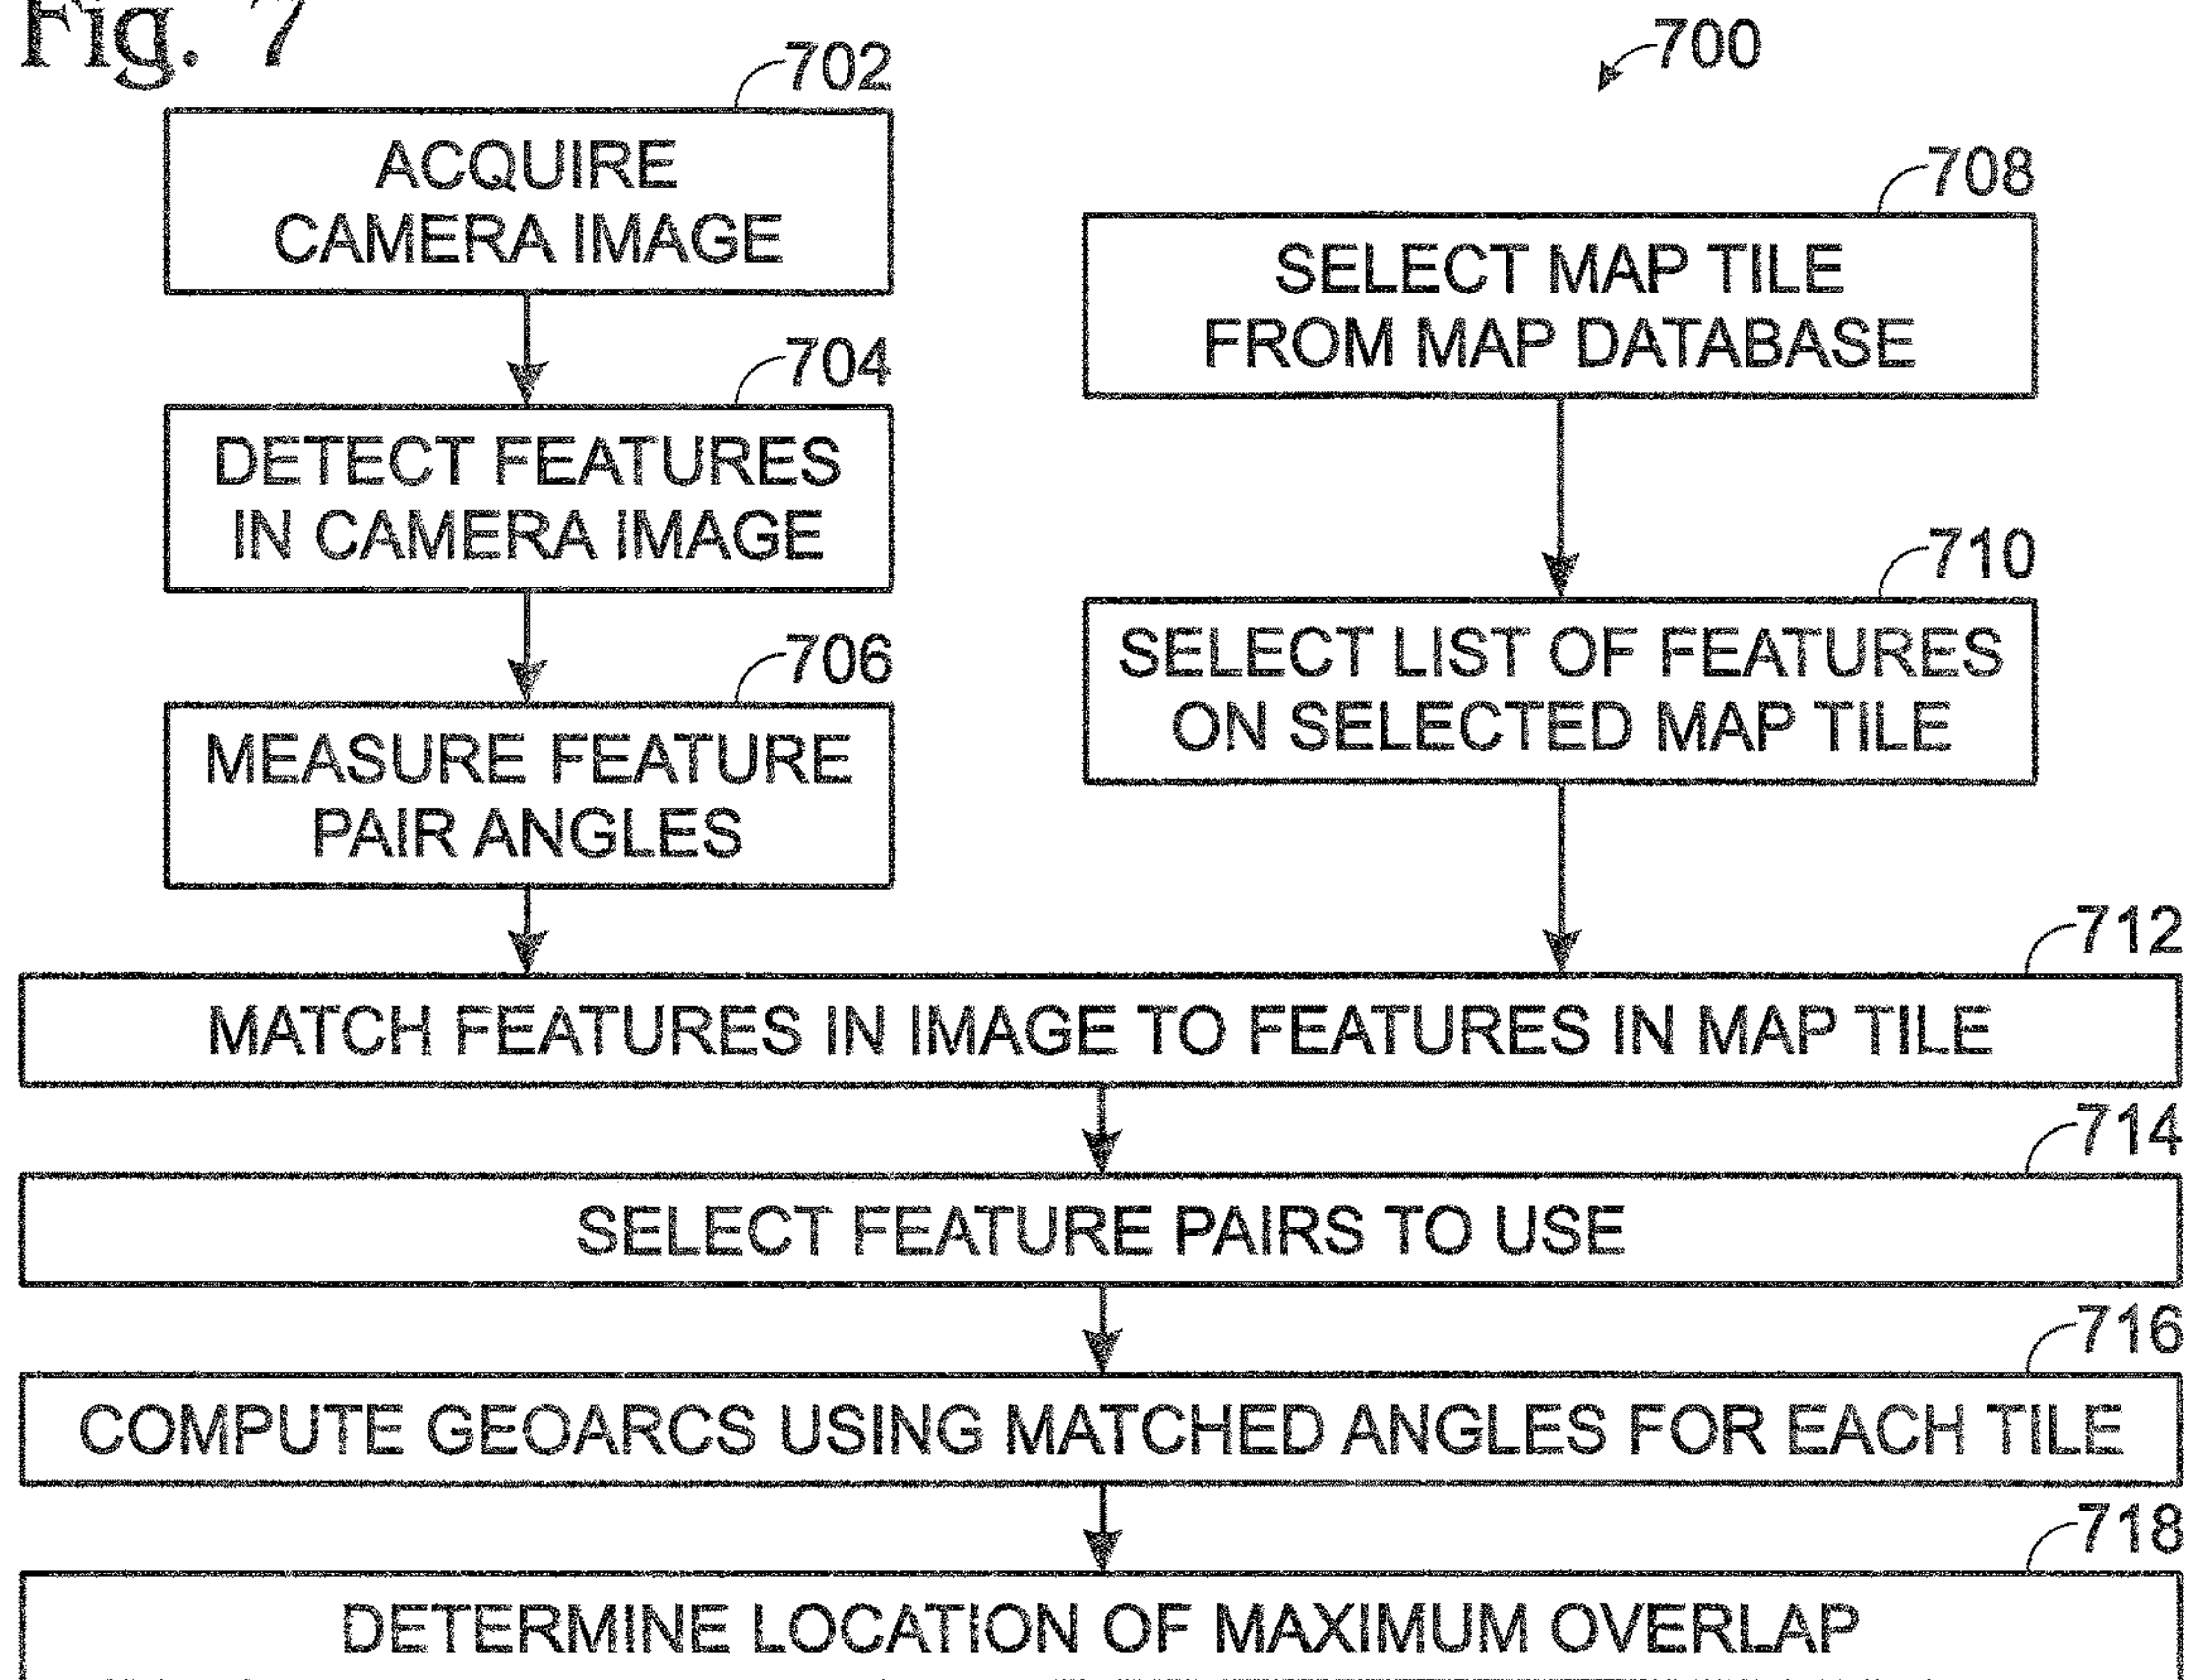 Fig. 7
700
702
ACQUIRE
CAMERA IMAGE
704
DETECT FEATURES
IN CAMERA IMAGE
706
MEASURE FEATURE
PAIR ANGLES
708
SELECT MAP TILE
FROM MAP DATABASE
710
SELECT LIST OF FEATURES
ON SELECTED MAP TILE
712
MATCH FEATURES IN IMAGE TO FEATURES IN MAP TILE
714
SELECT FEATURE PAIRS TO USE
716
COMPUTE GEOARCS USING MATCHED ANGLES FOR EACH TILE
718
DETERMINE LOCATION OF MAXIMUM OVERLAP